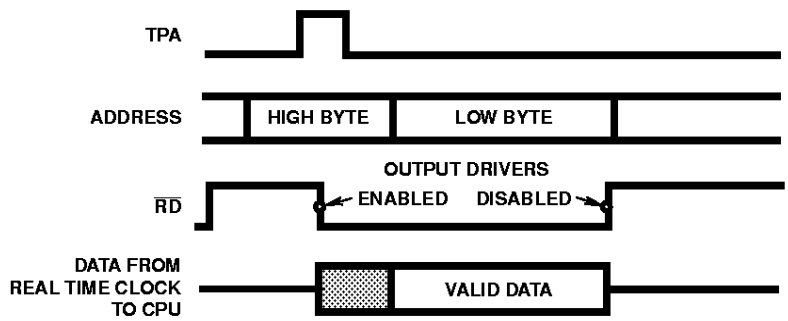 TPA
ADDRESS
HIGH BYTE
LOW BYTE
OUTPUT DRIVERS
RD
ENABLED
DISABLED
DATA FROM
REAL TIME CLOCK
TO CPU
VALID DATA